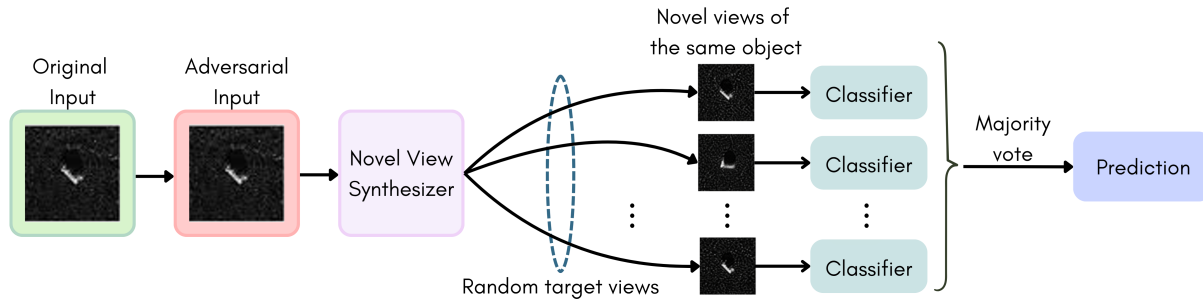 Original
Input
Adversarial
Input
Novel View
Synthesizer
Random target views
Novel views of
the same object
Classifier
Classifier
Classifier
Majority
vote
Prediction